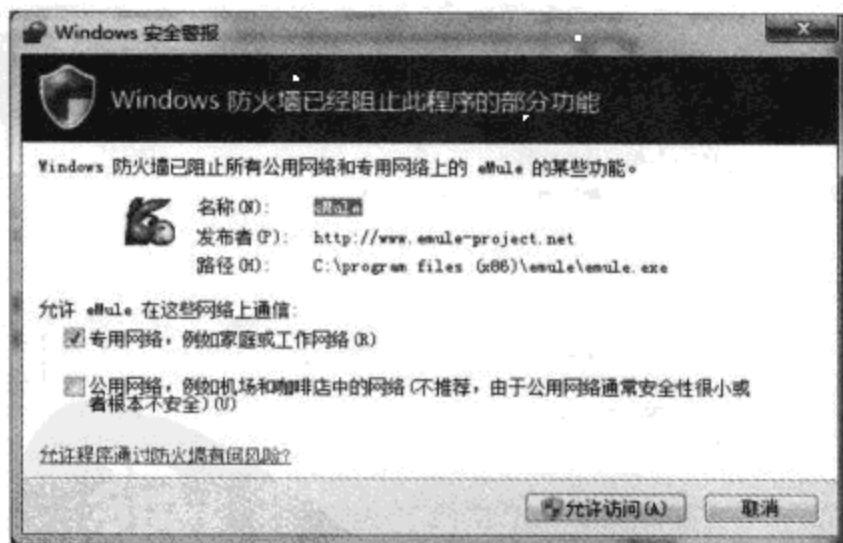 Windows 安全警报
Windows 防火墙已经阻止此程序的部分功能
Windows 防火墙已阻止所有公用网络和专用网络上的 eMule 的某些功能。
名称(N): eMule
发布者(P): http://www.emule-project.net
路径(H): C:\program files (x86)\emule\emule.exe
允许 eMule 在这些网络上通信:
专用网络，例如家庭或工作网络(R)
公用网络，例如机场和咖啡店中的网络(不推荐，由于公用网络通常安全性很小或
者根本不安全)(U)
允许程序通过防火墙有何风险?
允许访问(A) 取消